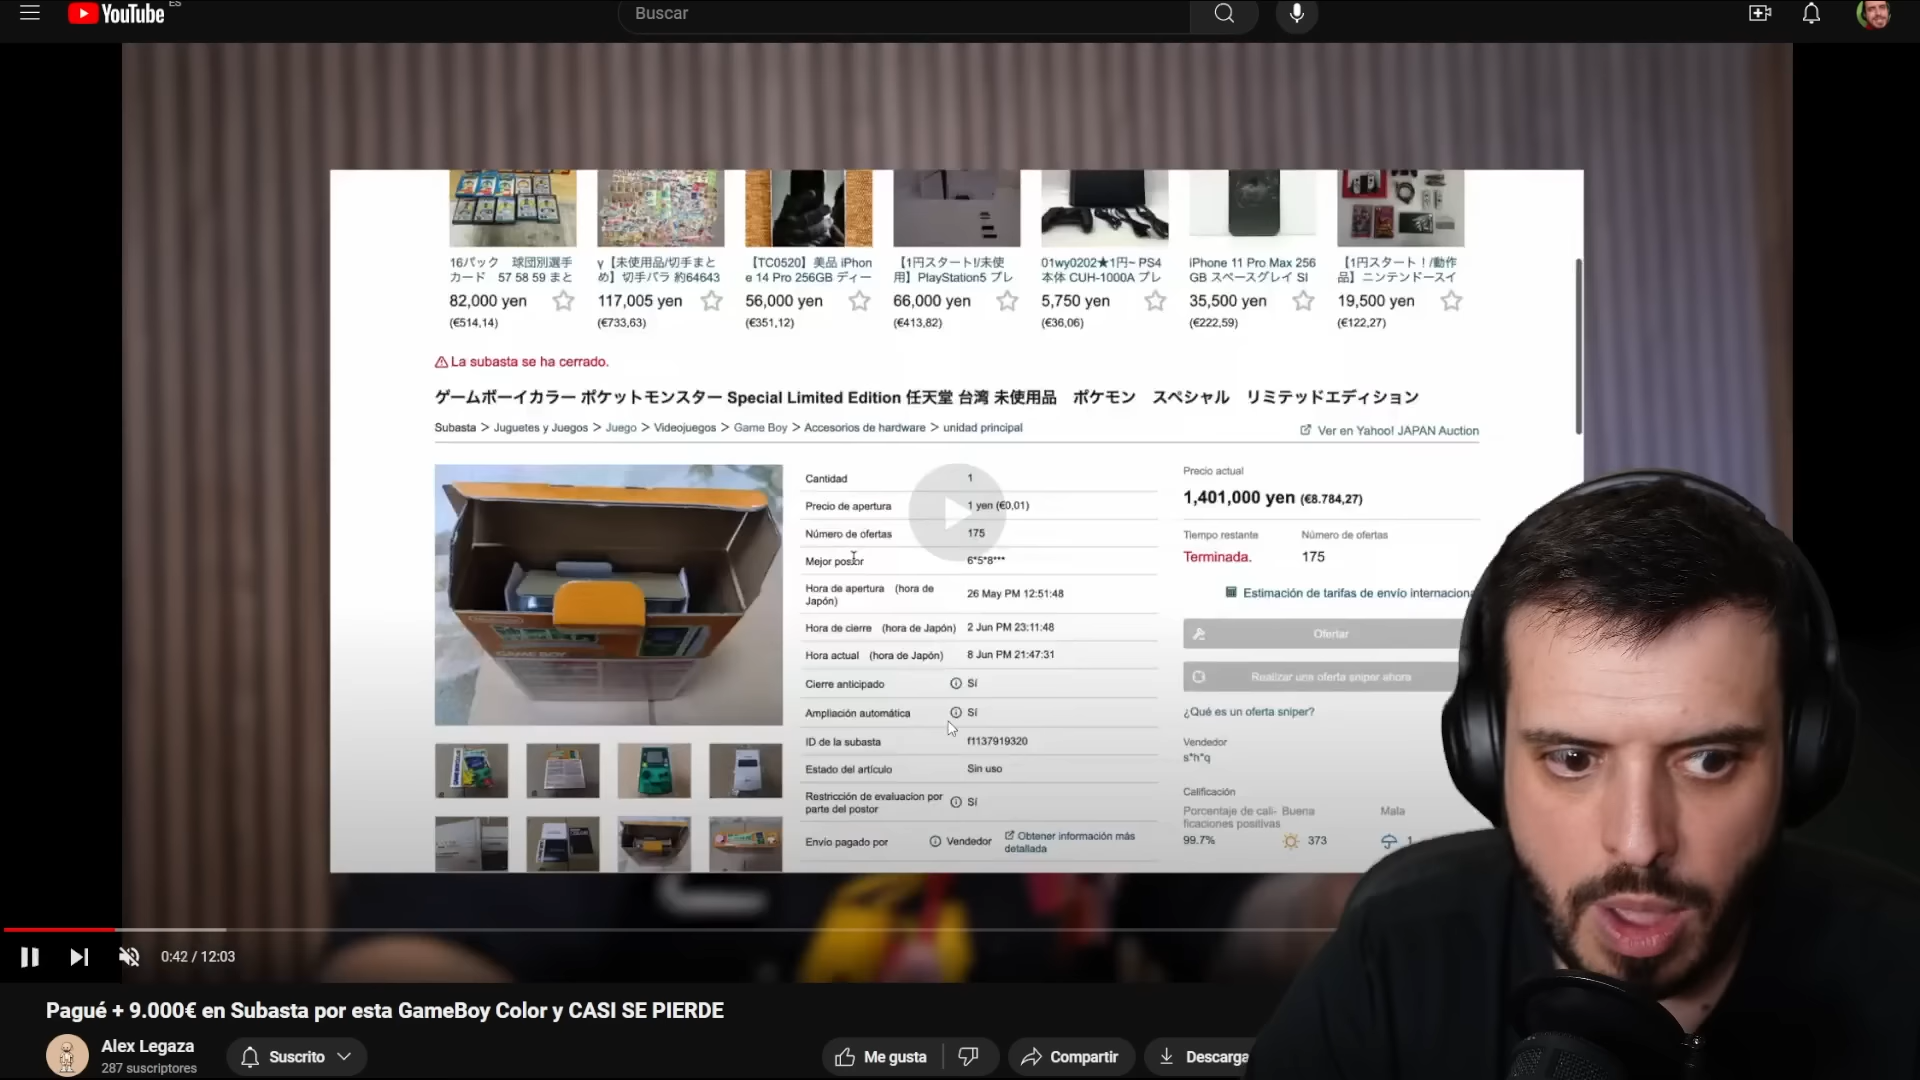 YouTube ES
Buscar
16パック 球団別選手
カード 57 58 59 まと
82,000 yen
(€514,14)
γ【未使用品/切手まと
め】切手バラ 約64643
117,005 yen
(€733,63)
【TC0520】美品 iPhon
e 14 Pro 256GB ディー
56,000 yen
(€351,12)
【1円スタート!/未使
用】PlayStation5 プレ
66,000 yen
(€413,82)
01wy0202★1円~ PS4
本体 CUH-1000A プレ
5,750 yen
(€36,06)
iPhone 11 Pro Max 256
GB スペースグレイ SI
35,500 yen
(€222,59)
【1円スタート！/動作
品】ニンテンドースイ
19,500 yen
(€122,27)
La subasta se ha cerrado.
ゲームボーイカラー ポケットモンスター Special Limited Edition 任天堂 台湾 未使用品 ポケモン スペシャル リミテッドエディション
Subasta > Juguetes y Juegos > Juego > Videojuegos > Game Boy > Accesorios de hardware > unidad principal
Ver en Yahoo! JAPAN Auction
Cantidad 1
Precio de apertura 1 yen (€0,01)
Número de ofertas 175
Mejor postor 6*5*8***
Hora de apertura (hora de
Japón) 26 May PM 12:51:48
Hora de cierre (hora de Japón) 2 Jun PM 23:11:48
Hora actual (hora de Japón) 8 Jun PM 21:47:31
Cierre anticipado Sí
Ampliación automática Sí
ID de la subasta f1137919320
Estado del artículo Sin uso
Restricción de evaluacion por
parte del postor Sí
Envío pagado por Vendedor Obtener información más
detallada
Precio actual
1,401,000 yen (€8.784,27)
Tiempo restante Número de ofertas
Terminada. 175
Estimación de tarifas de envío internaciona
Ofertar
Realizar una oferta sniper ahora
¿Qué es un oferta sniper?
Vendedor
s*h*q
Calificación
Porcentaje de cali- Buena Mala
ficaciones positivas
99.7% 373 1
GAME BOY
0:42 / 12:03
Pagué + 9.000€ en Subasta por esta GameBoy Color y CASI SE PIERDE
Alex Legaza
287 suscriptores
Suscrito
Me gusta
Compartir
Descarga